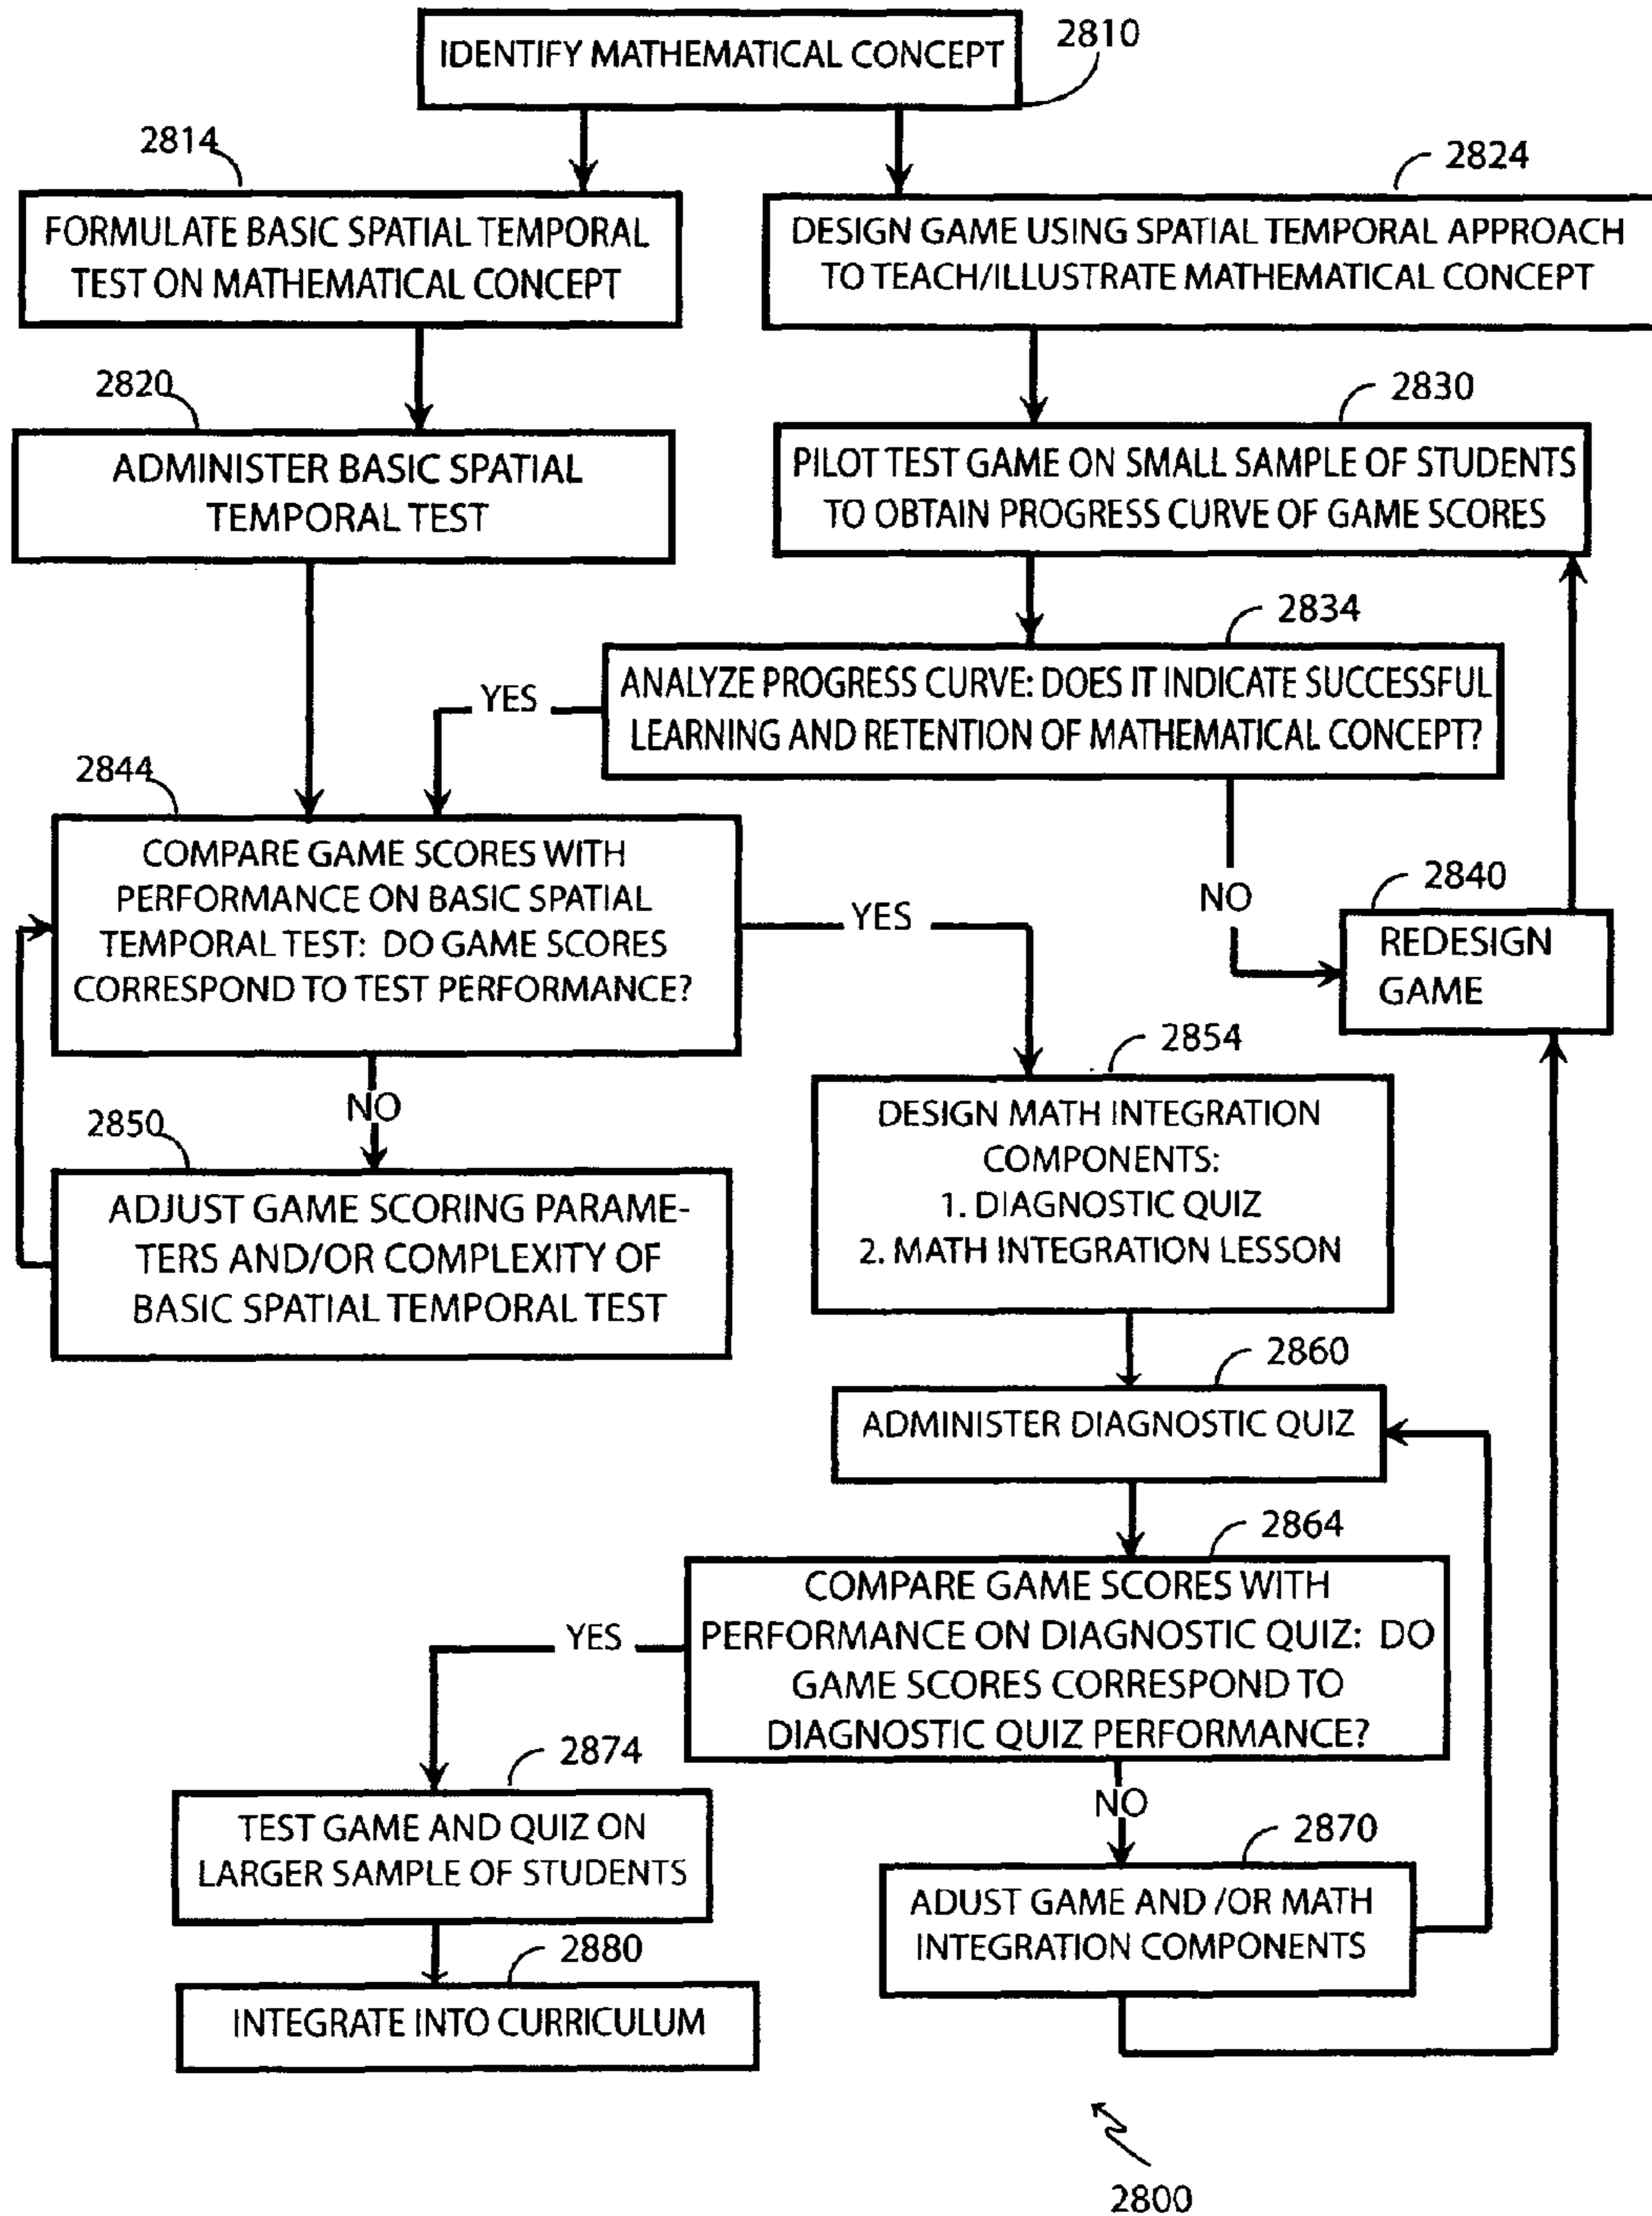 IDENTIFY MATHEMATICAL CONCEPT
2810
2814
FORMULATE BASIC SPATIAL TEMPORAL
TEST ON MATHEMATICAL CONCEPT
2824
DESIGN GAME USING SPATIAL TEMPORAL APPROACH
TO TEACH/ILLUSTRATE MATHEMATICAL CONCEPT
2820
ADMINISTER BASIC SPATIAL
TEMPORAL TEST
2830
PILOT TEST GAME ON SMALL SAMPLE OF STUDENTS
TO OBTAIN PROGRESS CURVE OF GAME SCORES
2834
ANALYZE PROGRESS CURVE: DOES IT INDICATE SUCCESSFUL
LEARNING AND RETENTION OF MATHEMATICAL CONCEPT?
YES
NO
2844
COMPARE GAME SCORES WITH
PERFORMANCE ON BASIC SPATIAL
TEMPORAL TEST: DO GAME SCORES
CORRESPOND TO TEST PERFORMANCE?
YES
NO
2840
REDESIGN
GAME
2850
ADJUST GAME SCORING PARAME-
TERS AND/OR COMPLEXITY OF
BASIC SPATIAL TEMPORAL TEST
2854
DESIGN MATH INTEGRATION
COMPONENTS:
1. DIAGNOSTIC QUIZ
2. MATH INTEGRATION LESSON
2860
ADMINISTER DIAGNOSTIC QUIZ
2864
COMPARE GAME SCORES WITH
PERFORMANCE ON DIAGNOSTIC QUIZ: DO
GAME SCORES CORRESPOND TO
DIAGNOSTIC QUIZ PERFORMANCE?
YES
NO
2874
TEST GAME AND QUIZ ON
LARGER SAMPLE OF STUDENTS
2870
ADUST GAME AND /OR MATH
INTEGRATION COMPONENTS
2880
INTEGRATE INTO CURRICULUM
2800